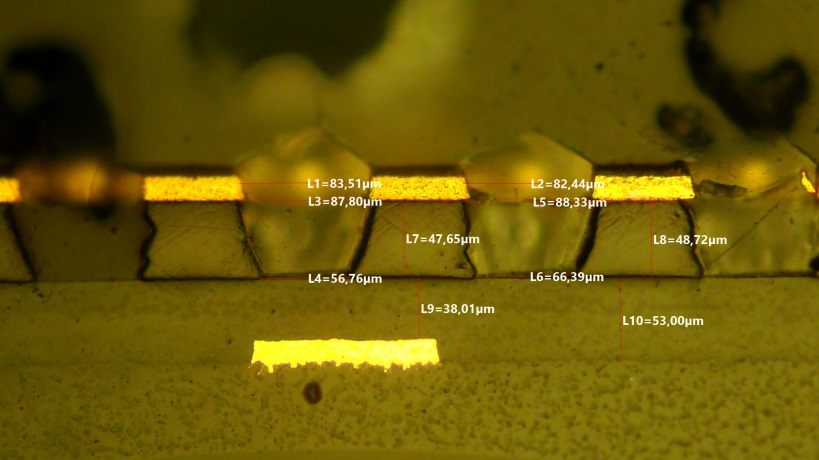 L1=83,51µm
L2=82,44µm
L3=87,80µm
L5=88,33µm
L7=47,65µm
L8=48,72µm
L4=56,76µm
L6=66,39µm
L9=38,01µm
L10=53,00µm